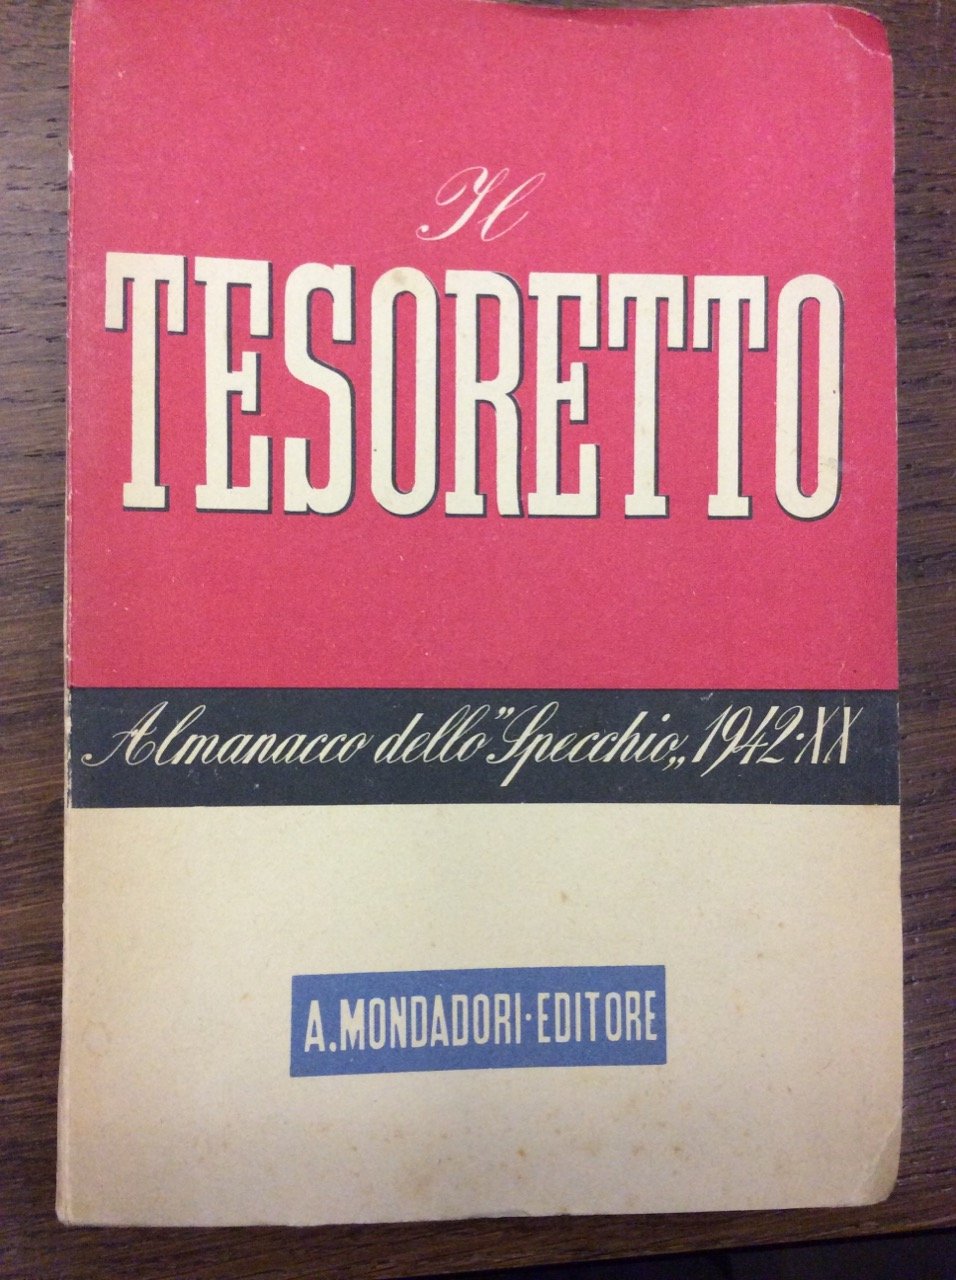 Il
TESORETTO
Almanacco dello "Specchio„ 1942·XX
A. MONDADORI·EDITORE